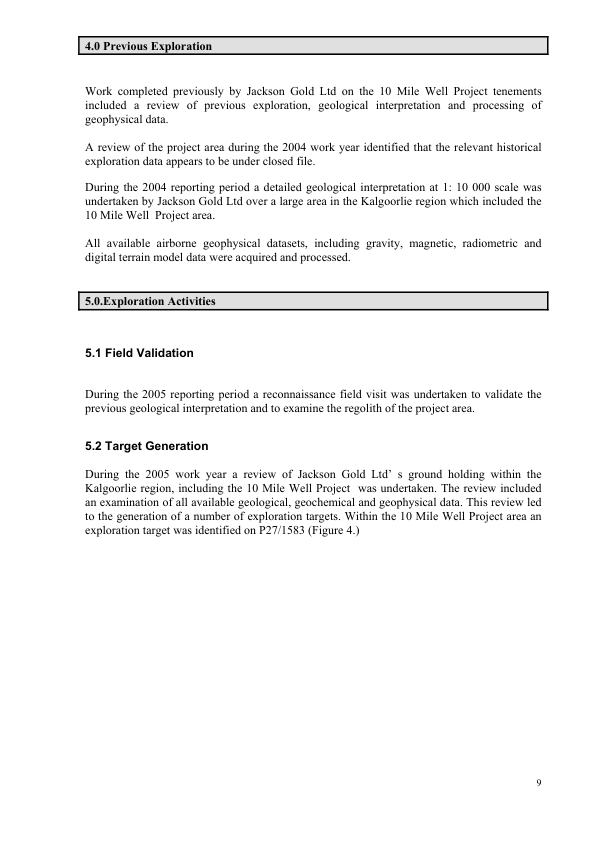 4.0 Previous Exploration
Work completed previously by Jackson Gold Ltd on the 10 Mile Well Project tenements
included a review of previous exploration, geological interpretation and processing of
geophysical data.
A review of the project area during the 2004 work year identified that the relevant historical
exploration data appears to be under closed file.
During the 2004 reporting period a detailed geological interpretation at 1: 10 000 scale was
undertaken by Jackson Gold Ltd over a large area in the Kalgoorlie region which included the
10 Mile Well  Project area.
All available airborne geophysical datasets, including gravity, magnetic, radiometric and
digital terrain model data were acquired and processed.
5.0.Exploration Activities
5.1 Field Validation
During the 2005 reporting period a reconnaissance field visit was undertaken to validate the
previous geological interpretation and to examine the regolith of the project area.
5.2 Target Generation
During the 2005 work year a review of Jackson Gold Ltd’ s ground holding within the
Kalgoorlie region, including the 10 Mile Well Project  was undertaken. The review included
an examination of all available geological, geochemical and geophysical data. This review led
to the generation of a number of exploration targets. Within the 10 Mile Well Project area an
exploration target was identified on P27/1583 (Figure 4.)
9